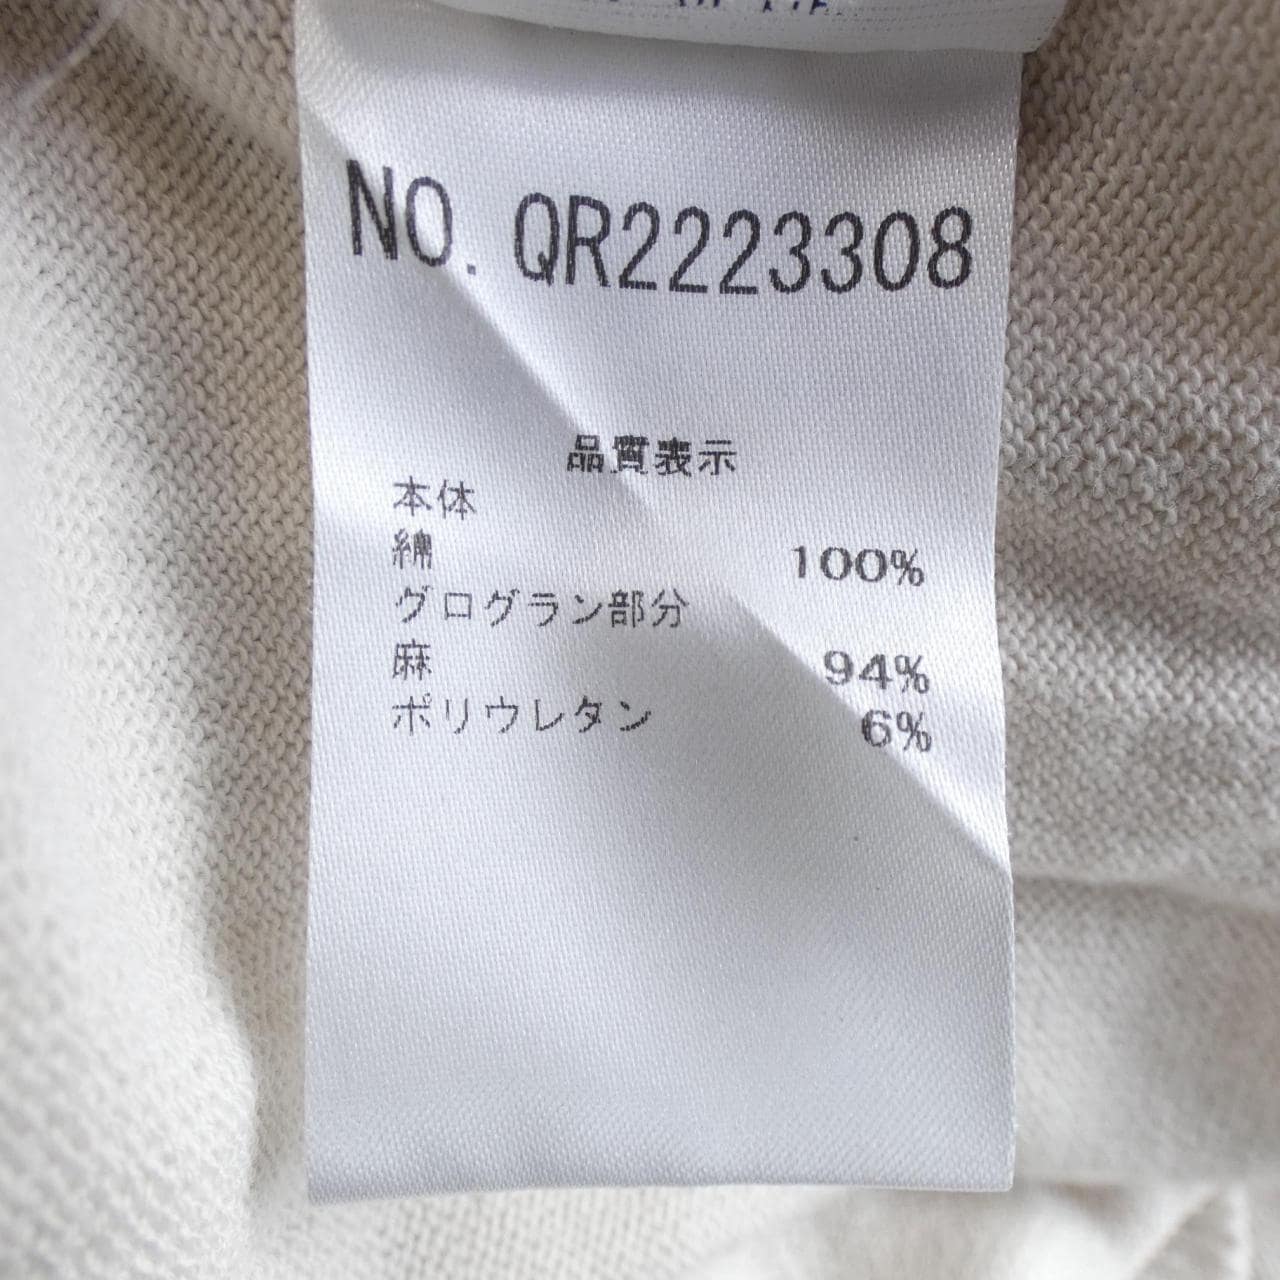 NO. QR2223308
品質表示
本体
綿 100%
グログラン部分
麻 94%
ポリウレタン 6%